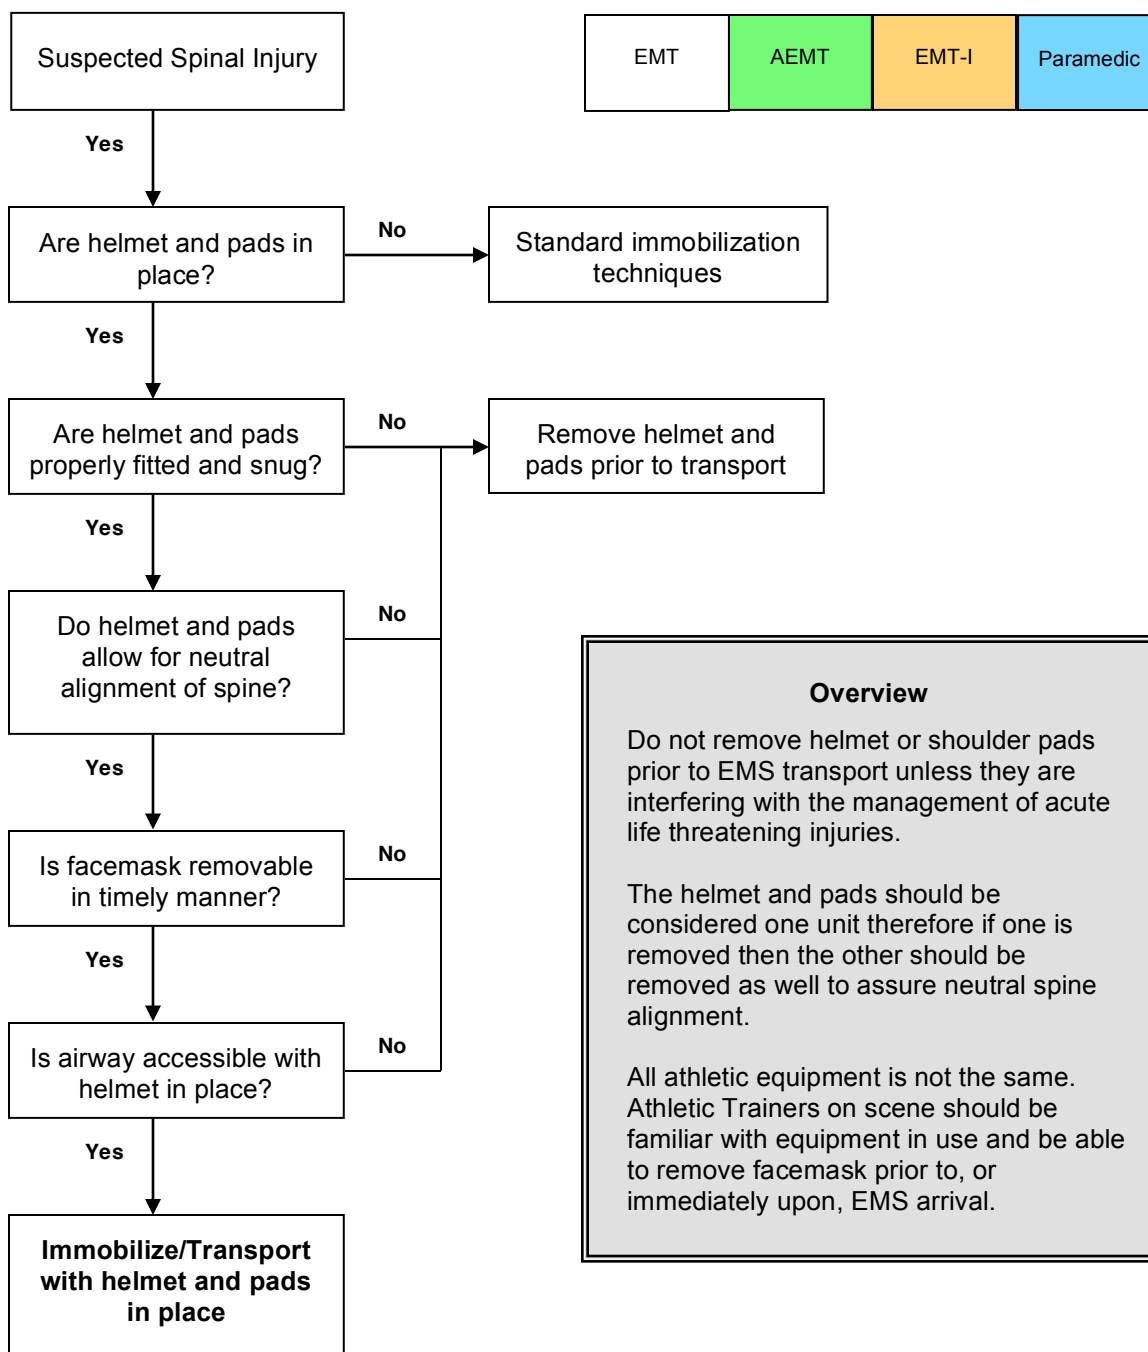 Suspected Spinal Injury
EMT
AEMT
EMT-I
Paramedic
Yes
Are helmet and pads in
place?
No
Standard immobilization
techniques
Yes
Are helmet and pads
properly fitted and snug?
No
Remove helmet and
pads prior to transport
Yes
Do helmet and pads
allow for neutral
alignment of spine?
No
Yes
Is facemask removable
in timely manner?
No
Yes
Is airway accessible with
helmet in place?
No
Yes
Immobilize/Transport
with helmet and pads
in place
Overview
Do not remove helmet or shoulder pads
prior to EMS transport unless they are
interfering with the management of acute
life threatening injuries.
The helmet and pads should be
considered one unit therefore if one is
removed then the other should be
removed as well to assure neutral spine
alignment.
All athletic equipment is not the same.
Athletic Trainers on scene should be
familiar with equipment in use and be able
to remove facemask prior to, or
immediately upon, EMS arrival.